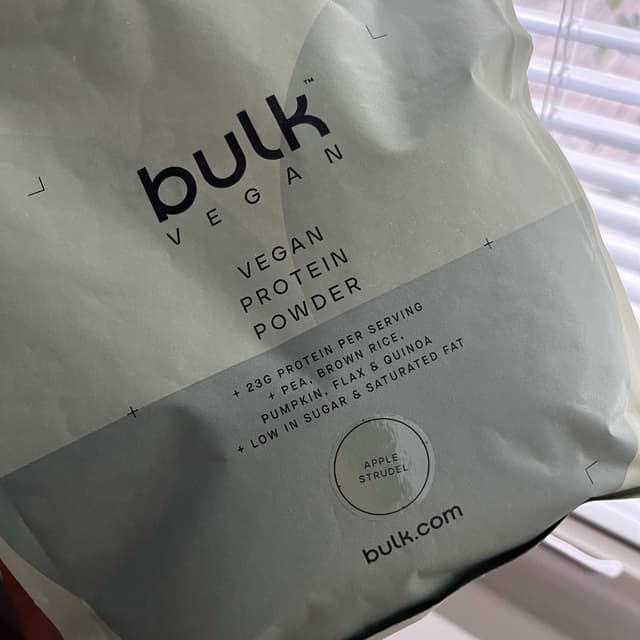 bulk™
VEGAN
VEGAN
PROTEIN
POWDER
+ 23G PROTEIN PER SERVING
+ PEA, BROWN RICE,
PUMPKIN, FLAX & QUINOA
+ LOW IN SUGAR & SATURATED FAT
APPLE
STRUDEL
bulk.com